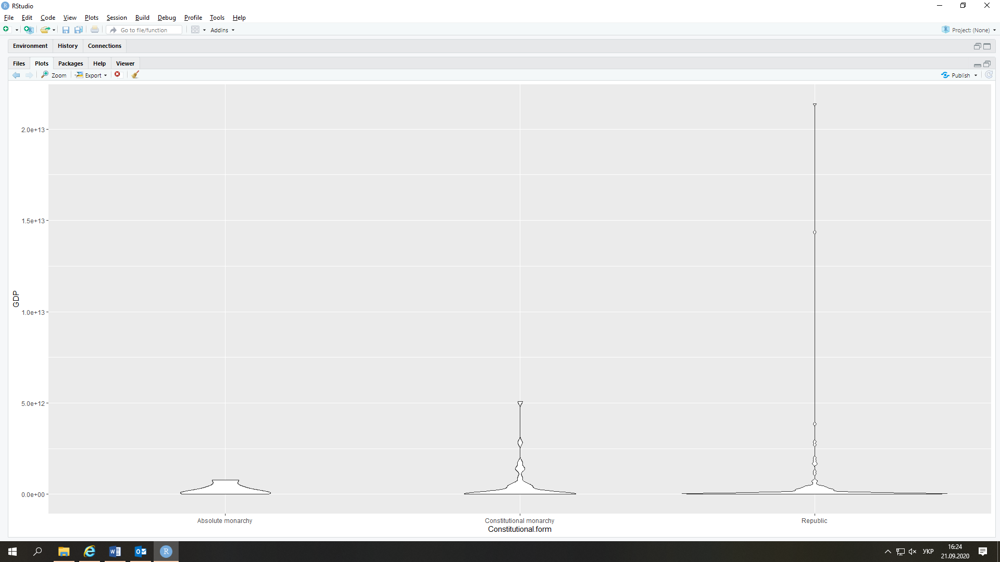 RStudio
File Edit Code View Plots Session Build Debug Profile Tools Help
Go to file/function Addins Project: (None)
Environment History Connections
Files Plots Packages Help Viewer
Zoom Export Publish
2.0e+13
1.5e+13
1.0e+13
5.0e+12
0.0e+00
GDP
Absolute monarchy Constitutional monarchy Republic
Constitutional.form
УКР 16:24
21.09.2020